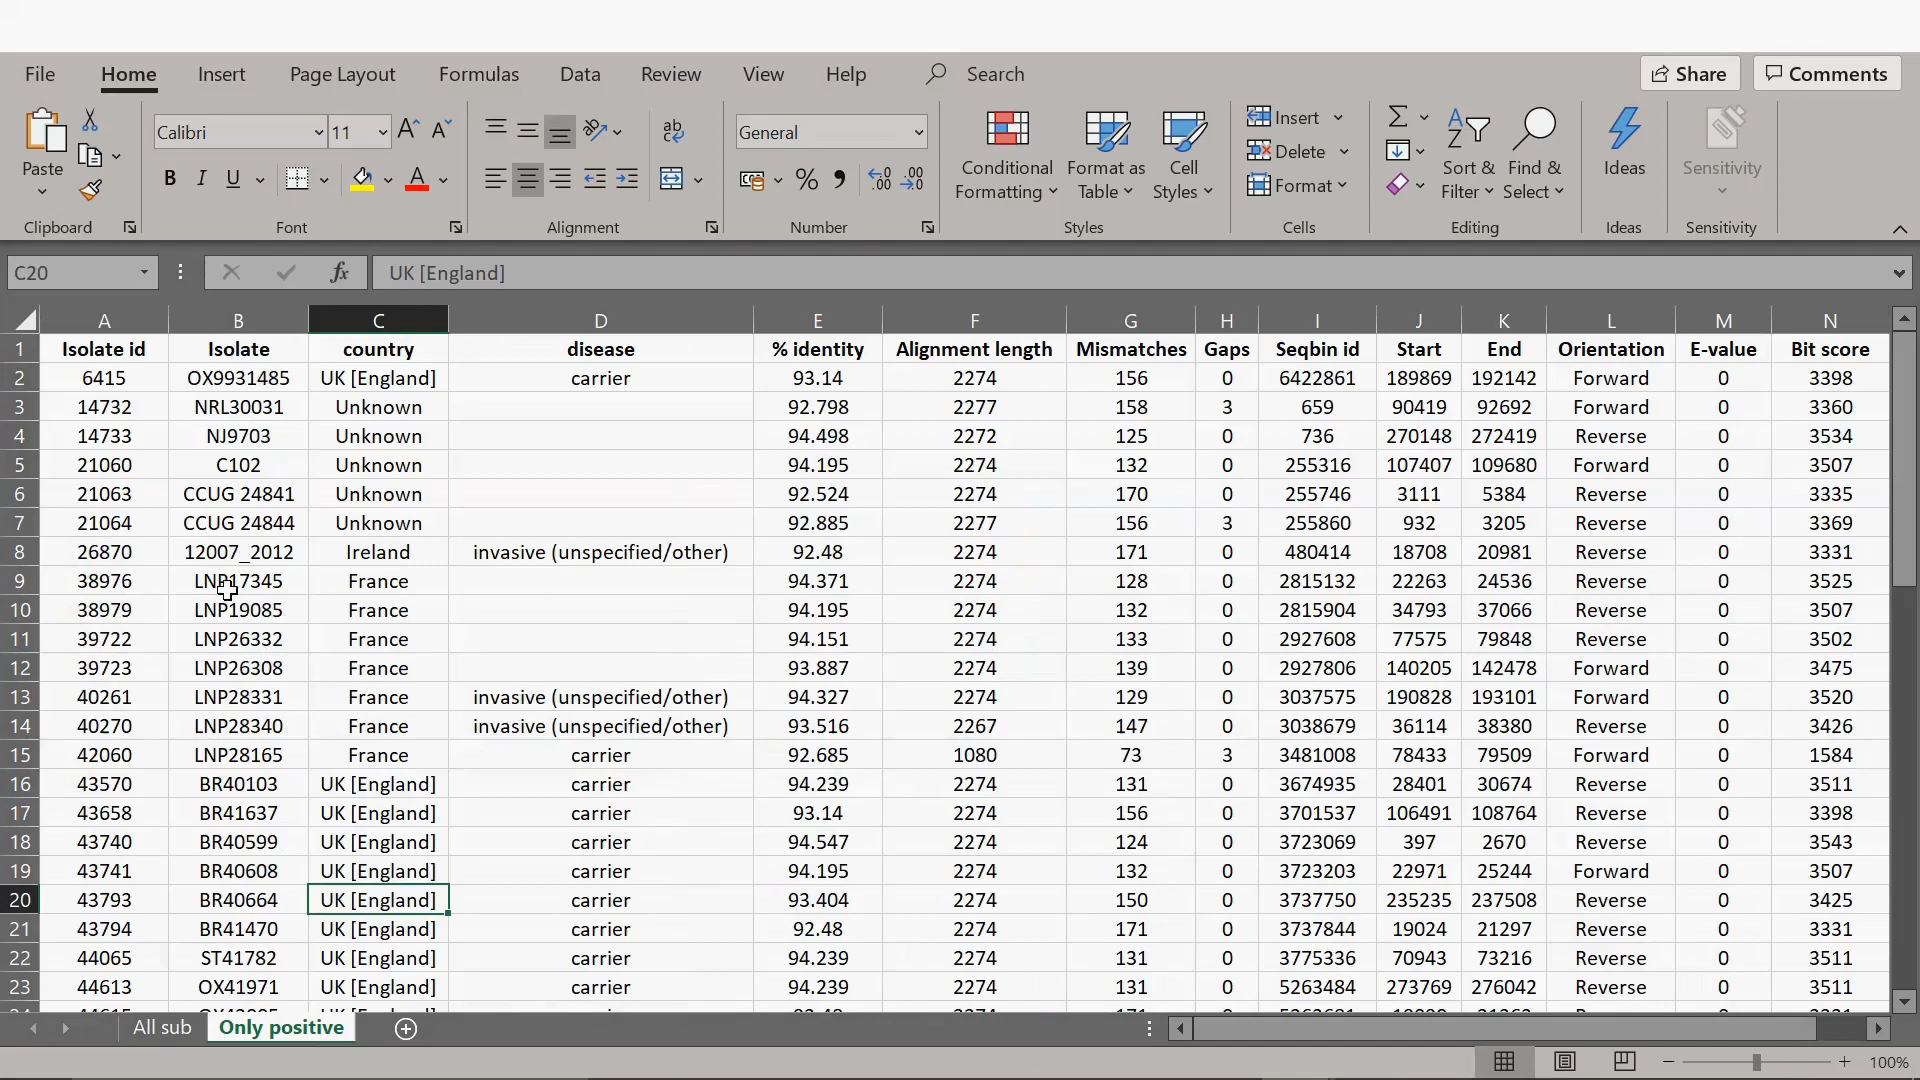 File Home Insert Page Layout Formulas Data Review View Help Search Share Comments
Calibri 11 ab General Insert
Paste Conditional Format as Cell Delete Sort & Find & Ideas Sensitivity
B I U Formatting Table Styles Format Filter Select
Clipboard Font Alignment Number Styles Cells Editing Ideas Sensitivity
C20 fx UK [England]
A B C D E F G H I J K L M N
1 Isolate id Isolate country disease % identity Alignment length Mismatches Gaps Seqbin id Start End Orientation E-value Bit score
2 6415 OX9931485 UK [England] carrier 93.14 2274 156 0 6422861 189869 192142 Forward 0 3398
3 14732 NRL30031 Unknown 92.798 2277 158 3 659 90419 92692 Forward 0 3360
4 14733 NJ9703 Unknown 94.498 2272 125 0 736 270148 272419 Reverse 0 3534
5 21060 C102 Unknown 94.195 2274 132 0 255316 107407 109680 Forward 0 3507
6 21063 CCUG 24841 Unknown 92.524 2274 170 0 255746 3111 5384 Reverse 0 3335
7 21064 CCUG 24844 Unknown 92.885 2277 156 3 255860 932 3205 Reverse 0 3369
8 26870 12007_2012 Ireland invasive (unspecified/other) 92.48 2274 171 0 480414 18708 20981 Reverse 0 3331
9 38976 LNP17345 France 94.371 2274 128 0 2815132 22263 24536 Reverse 0 3525
10 38979 LNP19085 France 94.195 2274 132 0 2815904 34793 37066 Reverse 0 3507
11 39722 LNP26332 France 94.151 2274 133 0 2927608 77575 79848 Reverse 0 3502
12 39723 LNP26308 France 93.887 2274 139 0 2927806 140205 142478 Forward 0 3475
13 40261 LNP28331 France invasive (unspecified/other) 94.327 2274 129 0 3037575 190828 193101 Forward 0 3520
14 40270 LNP28340 France invasive (unspecified/other) 93.516 2267 147 0 3038679 36114 38380 Reverse 0 3426
15 42060 LNP28165 France carrier 92.685 1080 73 3 3481008 78433 79509 Forward 0 1584
16 43570 BR40103 UK [England] carrier 94.239 2274 131 0 3674935 28401 30674 Reverse 0 3511
17 43658 BR41637 UK [England] carrier 93.14 2274 156 0 3701537 106491 108764 Reverse 0 3398
18 43740 BR40599 UK [England] carrier 94.547 2274 124 0 3723069 397 2670 Reverse 0 3543
19 43741 BR40608 UK [England] carrier 94.195 2274 132 0 3723203 22971 25244 Forward 0 3507
20 43793 BR40664 UK [England] carrier 93.404 2274 150 0 3737750 235235 237508 Reverse 0 3425
21 43794 BR41470 UK [England] carrier 92.48 2274 171 0 3737844 19024 21297 Reverse 0 3331
22 44065 ST41782 UK [England] carrier 94.239 2274 131 0 3775336 70943 73216 Reverse 0 3511
23 44613 OX41971 UK [England] carrier 94.239 2274 131 0 5263484 273769 276042 Reverse 0 3511
All sub Only positive
100%